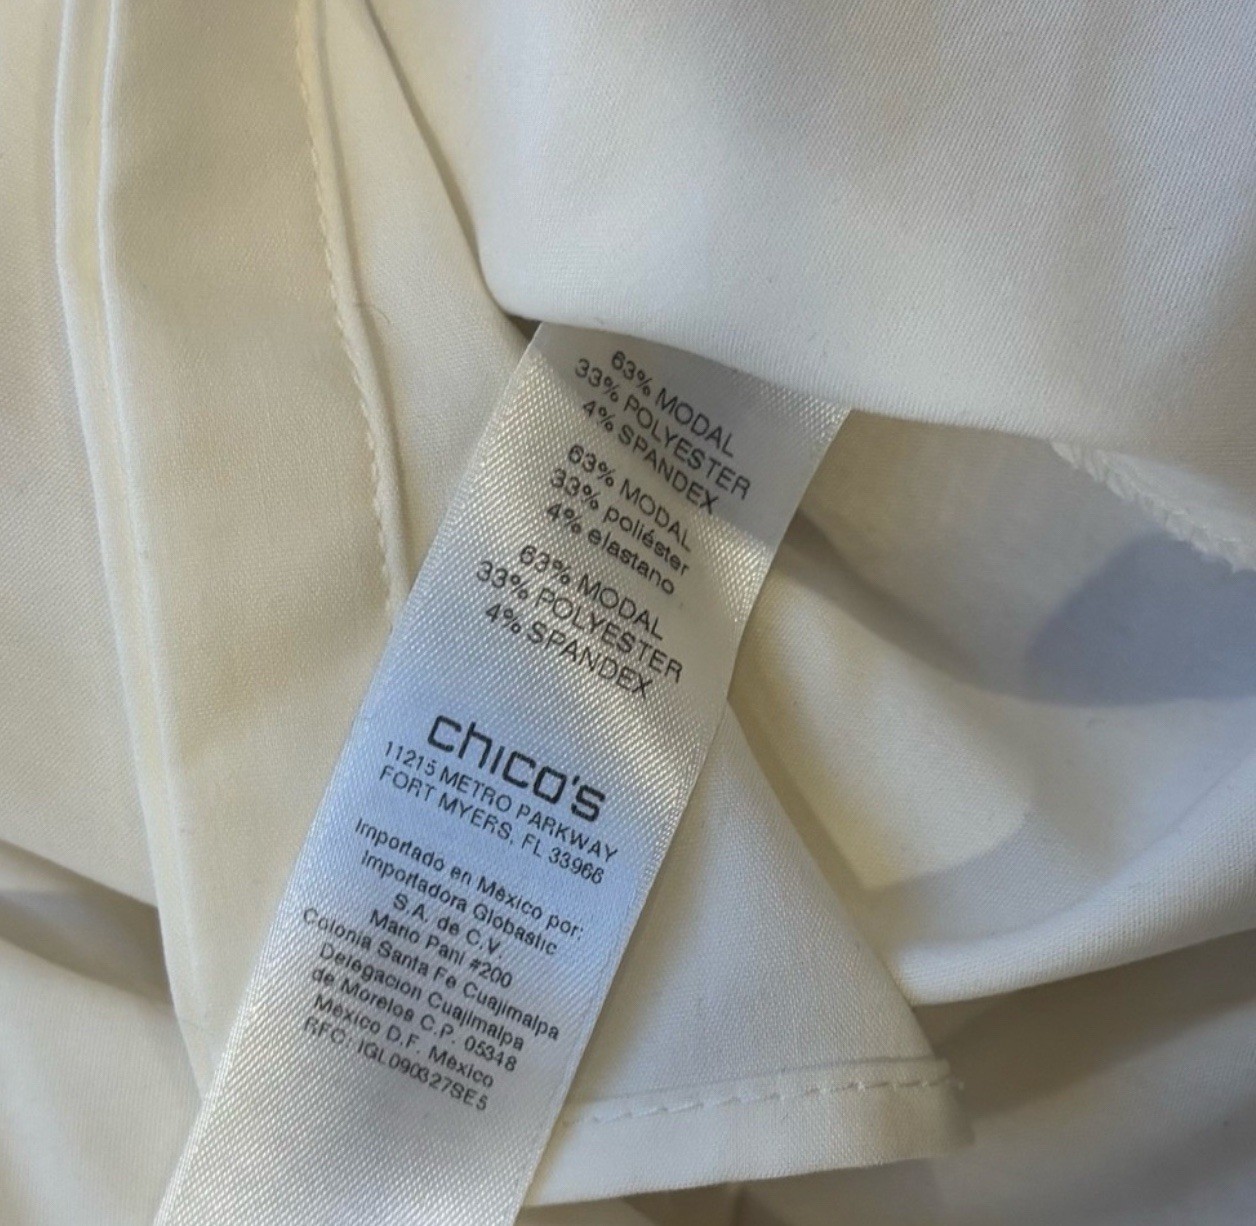 63% MODAL
33% POLYESTER
4% SPANDEX
63% MODAL
33% poliéster
4% elastano
63% MODAL
33% POLYESTER
4% SPANDEX
chico's
11215 METRO PARKWAY
FORT MYERS, FL 33966
Importado en México por:
Importadora Globastic
S.A. de C.V.
Mario Pani #200
Colonia Santa Fe Cuajimalpa
Delegacion Cuajimalpa
de Morelos C.P. 05348
México D.F. México
RFC: IGL090327SE5